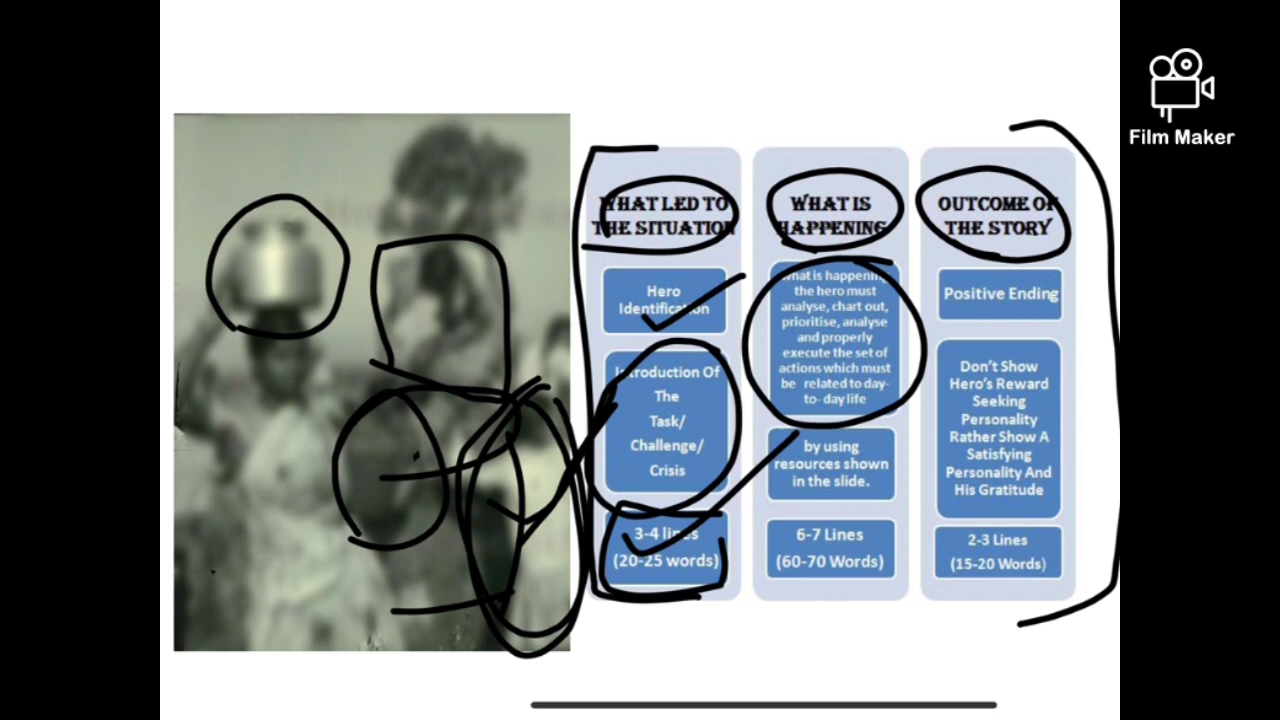 Film Maker
WHAT LED TO
THE SITUATION
Hero
Identification
Introduction Of
The
Task/
Challenge/
Crisis
3-4 lines
(20-25 words)
WHAT IS
HAPPENING
What is happening
the hero must
analyse, chart out,
prioritise, analyse
and properly
execute the set of
actions which must
be related to day-
to- day life
by using
resources shown
in the slide.
6-7 Lines
(60-70 Words)
OUTCOME OF
THE STORY
Positive Ending
Don't Show
Hero's Reward
Seeking
Personality
Rather Show A
Satisfying
Personality And
His Gratitude
2-3 Lines
(15-20 Words)